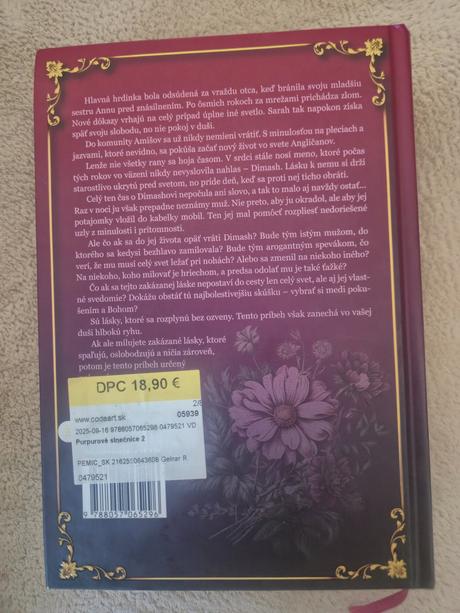 Hlavná hrdinka bola odsúdená za vraždu otca, keď bránila svoju mladšiu
sestru Annu pred znásilnením. Po ôsmich rokoch za mrežami prichádza zlom.
Nové dôkazy vrhajú na celý prípad úplne iné svetlo. Sarah tak napokon získa
späť svoju slobodu, no nie pokoj v duši.
Do komunity Amišov sa už nikdy nemieni vrátiť. S minulosťou na pleciach a
jazvami, ktoré nevidno, sa pokúša začať nový život vo svete Angličanov.
Lenže nie všetky rany sa hoja časom. V srdci stále nosí meno, ktoré počas
tých rokov vo väzení nikdy nevyslovila nahlas – Dimash. Lásku k nemu si drží
starostlivo ukrytú pred svetom, no príde deň, keď sa proti nej ticho obráti.
Celý ten čas o Dimashovi nepočula ani slovo, a tak to malo aj navždy ostať...
Raz v noci ju však prepadne neznámy muž. Nie preto, aby ju okradol, ale aby jej
potajomky vložil do kabelky mobil. Ten jej mal pomôcť rozpliesť nedoriešené
uzly z minulosti i prítomnosti.
Ale čo ak sa do jej života opäť vráti Dimash? Bude tým istým mužom, do
ktorého sa kedysi bezhlavo zamilovala? Bude tým arogantným spevákom, čo
verí, že mu musí celý svet ležať pri nohách? Alebo sa zmenil na niekoho iného?
Na niekoho, koho milovať je hriechom, a predsa odolať mu je také ťažké?
Čo ak sa tejto zakázanej láske nepostaví do cesty len celý svet, ale aj jej vlast-
né svedomie? Dokážu obstáť tú najbolestivejšiu skúšku – vybrať si medzi poku-
šením a Bohom?
Sú lásky, ktoré sa rozplynú bez ozveny. Tento príbeh však zanechá vo vašej
duši hlbokú ryhu.
Ak ale milujete zakázané lásky, ktoré
spaľujú, oslobodzujú a ničia zároveň,
potom je tento príbeh určený
DPC 18,90 €
www.codeart.sk
05939
2025-09-16 9788057065296 0479521 VD
Purpurové slnečnice 2
PEMIC_SK 2162510643608 Gelnar R.
0479521
9 788057 065296